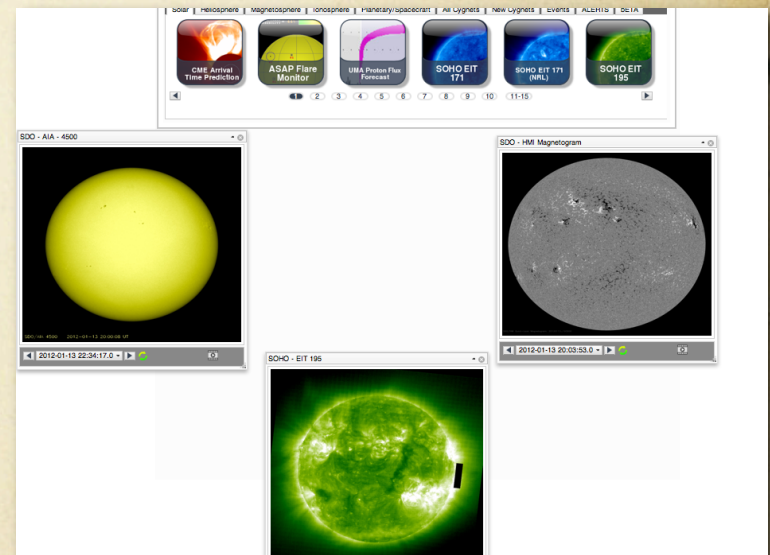 Solar | Heliosphere | Magnetosphere | Ionosphere | Planetary/Spacecraft | All Cygnets | New Cygnets | Events | ALERTS | BETA
CME Arrival Time Prediction
ASAP Flare Monitor
UMA Proton Flux Forecast
SOHO EIT 171
SOHO EIT 171 (NRL)
SOHO EIT 195
1 2 3 4 5 6 7 8 9 10 11-15
SDO - AIA - 4500
2012-01-13 22:34:17.0
SDO - HMI Magnetogram
2012-01-13 20:03:53.0
SOHO - EIT 195